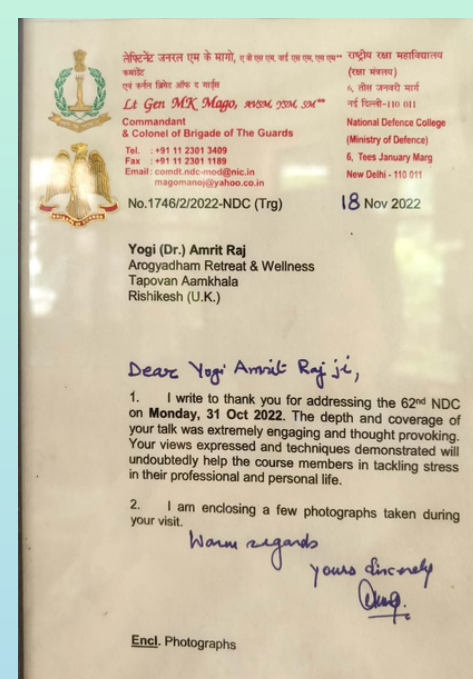 लेफ्टिनेंट जनरल एम के मागो, ए वी एस एम, वाई एस एम, एस एम**
कमांडेंट
एवं कर्नल ब्रिगेड ऑफ द गार्ड्स
Lt Gen MK Mago, AVSM, YSM, SM**
Commandant
& Colonel of Brigade of The Guards
Tel. : +91 11 2301 3409
Fax : +91 11 2301 1189
Email : comdt.ndc-mod@nic.in
magomanoj@yahoo.co.in
राष्ट्रीय रक्षा महाविद्यालय
(रक्षा मंत्रालय)
6, तीस जनवरी मार्ग
नई दिल्ली-110 011
National Defence College
(Ministry of Defence)
6, Tees January Marg
New Delhi - 110 011
No.1746/2/2022-NDC (Trg)
18 Nov 2022
Yogi (Dr.) Amrit Raj
Arogyadham Retreat & Wellness
Tapovan Aamkhala
Rishikesh (U.K.)
Dear Yogi Amrit Raj ji,
1. I write to thank you for addressing the 62nd NDC
on Monday, 31 Oct 2022. The depth and coverage of
your talk was extremely engaging and thought provoking.
Your views expressed and techniques demonstrated will
undoubtedly help the course members in tackling stress
in their professional and personal life.
2. I am enclosing a few photographs taken during
your visit.
Warm regards
Yours sincerely
Encl. Photographs